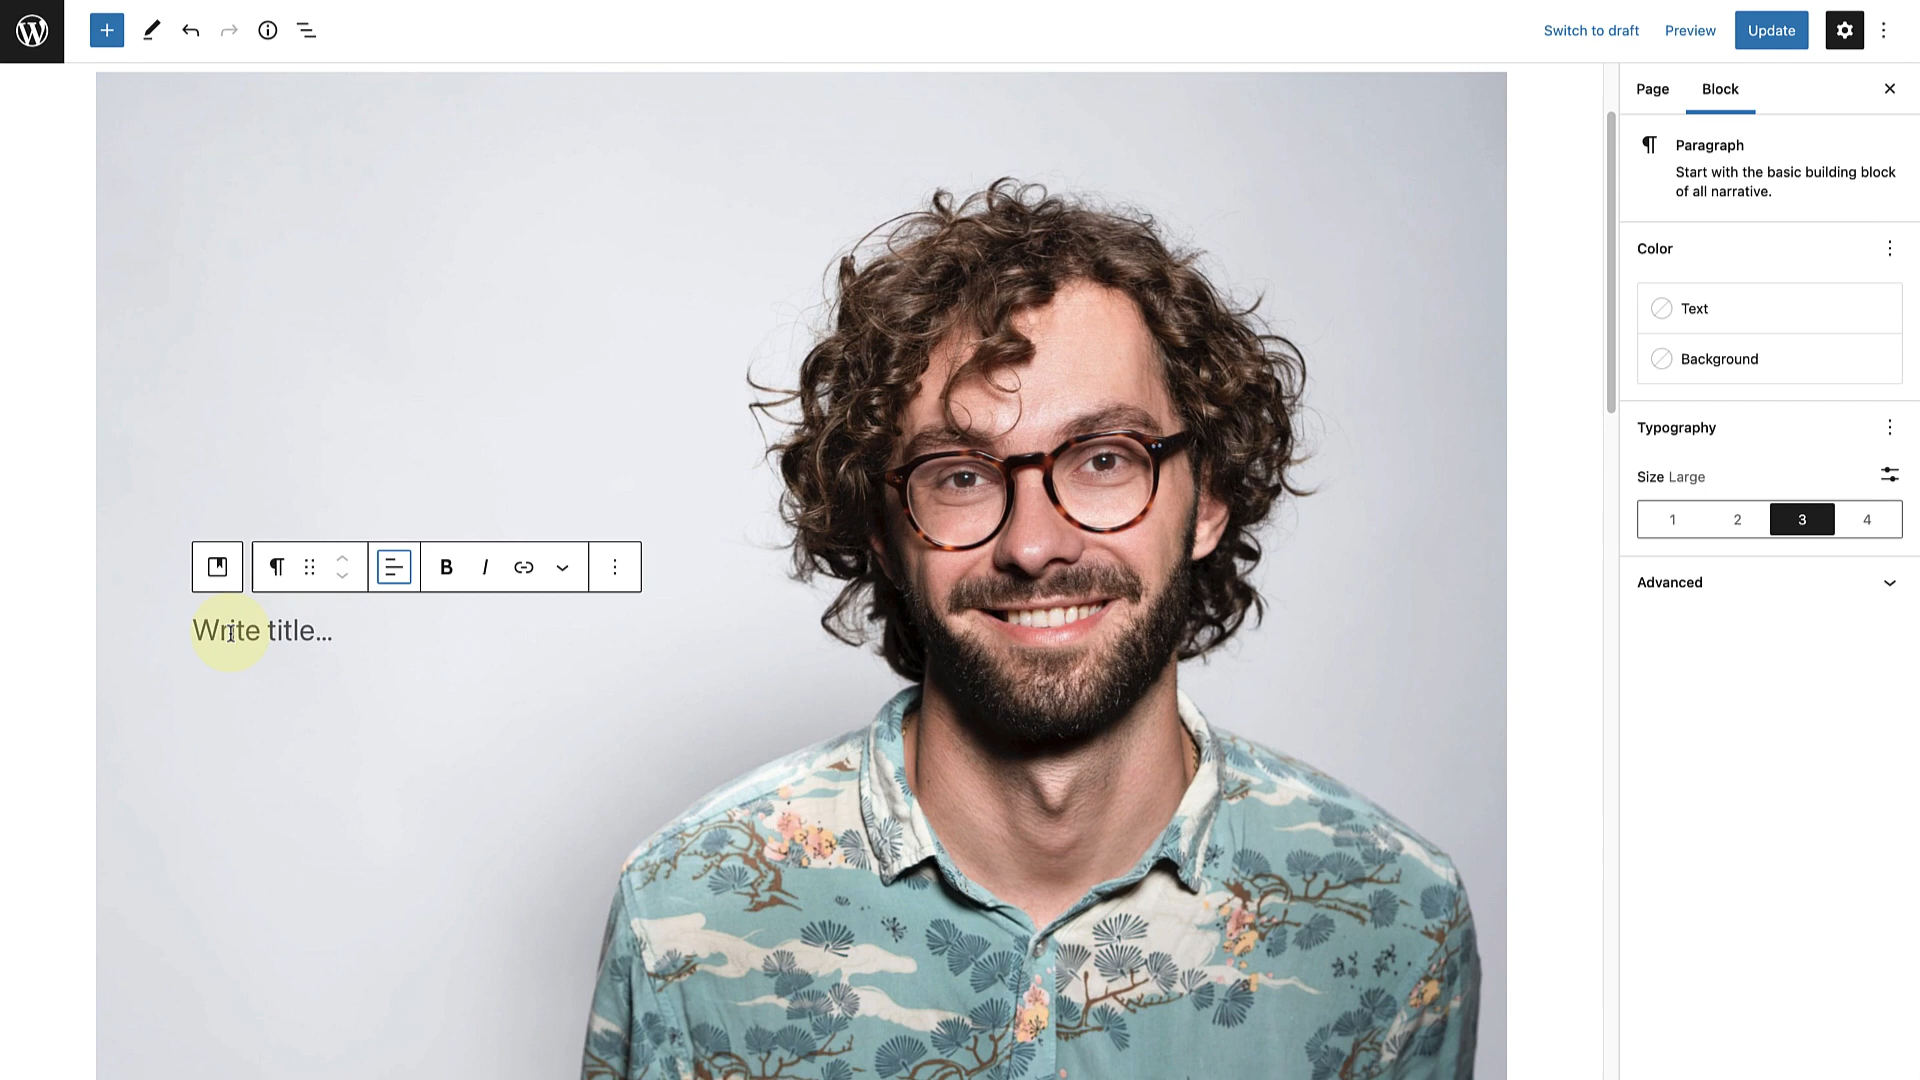 Switch to draft
Preview
Update
Page
Block
Paragraph
Start with the basic building block
of all narrative.
Color
Text
Background
Typography
Size Large
1 2 3 4
Advanced
B I
Write title...